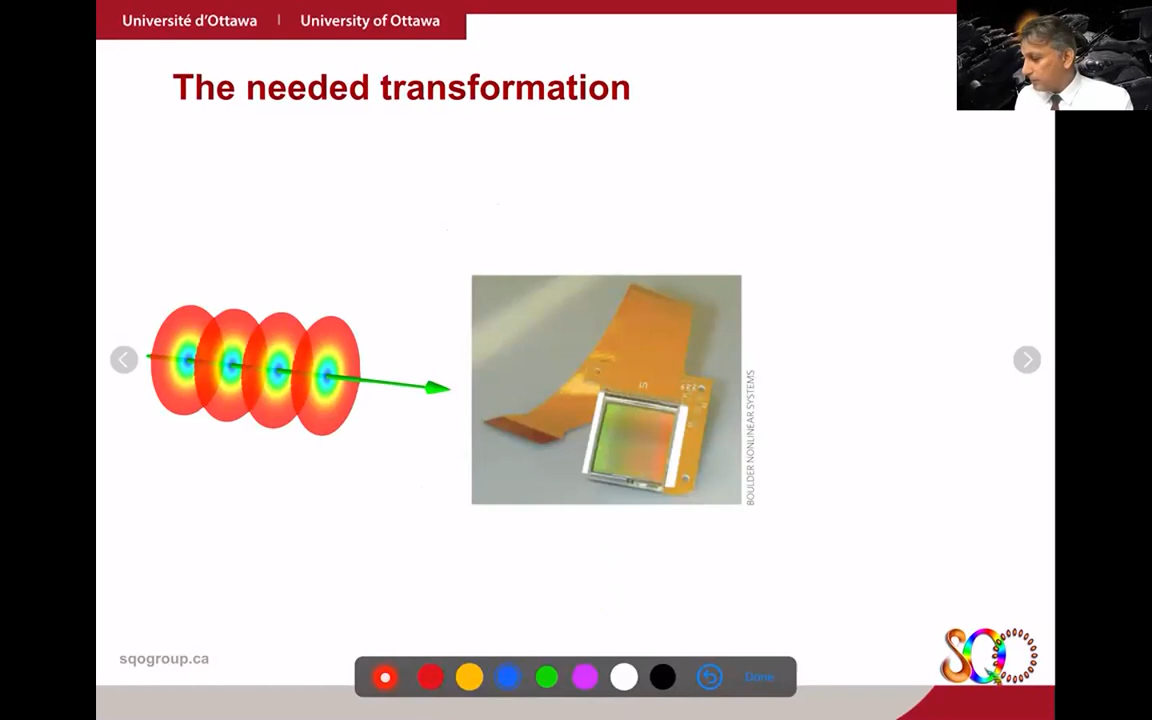 Université d'Ottawa | University of Ottawa
The needed transformation
BOULDER NONLINEAR SYSTEMS
sqogroup.ca
SQO
Done